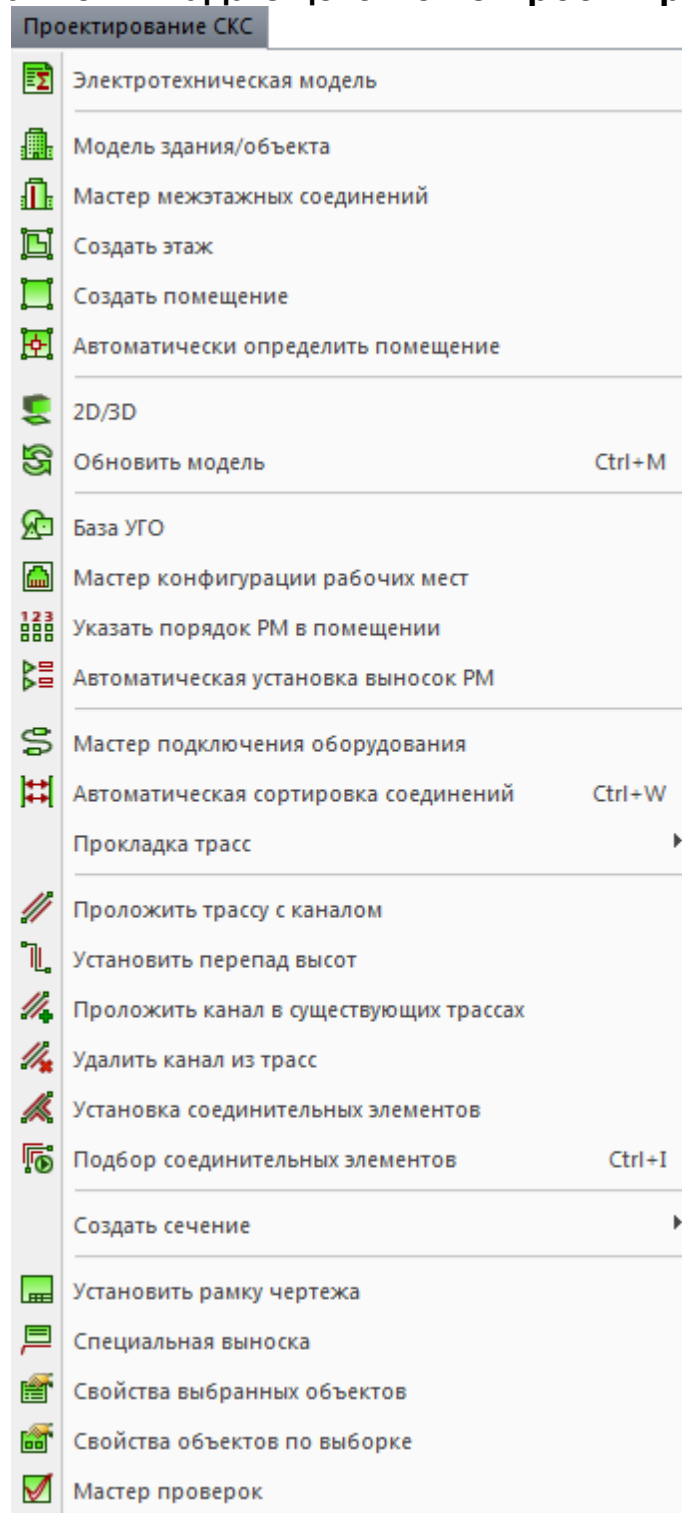 Проектирование СКС
Электротехническая модель
Модель здания/объекта
Мастер межэтажных соединений
Создать этаж
Создать помещение
Автоматически определить помещение
2D/3D
Обновить модель Ctrl+M
База УГО
Мастер конфигурации рабочих мест
123
Указать порядок РМ в помещении
Автоматическая установка выносок РМ
Мастер подключения оборудования
Автоматическая сортировка соединений Ctrl+W
Прокладка трасс
Проложить трассу с каналом
Установить перепад высот
Проложить канал в существующих трассах
Удалить канал из трасс
Установка соединительных элементов
Подбор соединительных элементов Ctrl+I
Создать сечение
Установить рамку чертежа
Специальная выноска
Свойства выбранных объектов
Свойства объектов по выборке
Мастер проверок